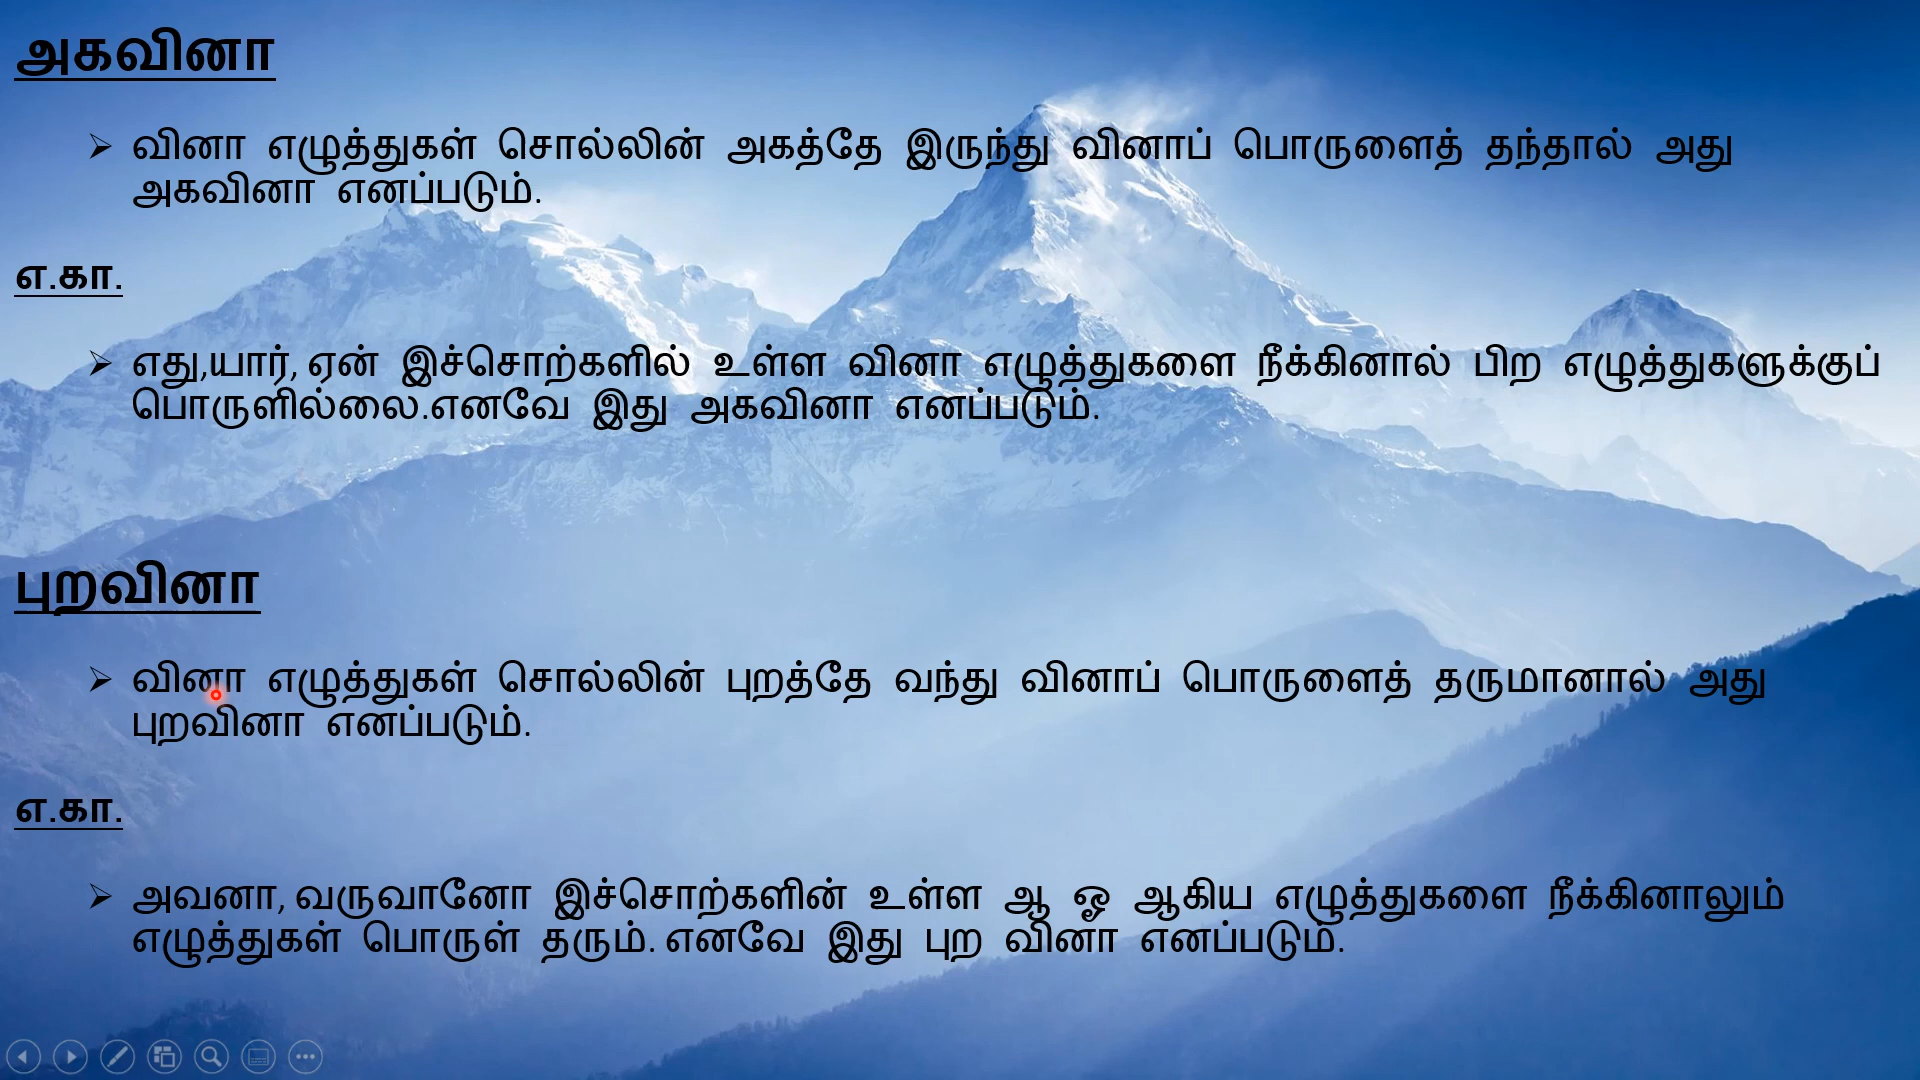 அகவினா
வினா எழுத்துகள் சொல்லின் அகத்தே இருந்து வினாப் பொருளைத் தந்தால் அது
அகவினா எனப்படும்.
எ.கா.
எது,யார், ஏன் இச்சொற்களில் உள்ள வினா எழுத்துகளை நீக்கினால் பிற எழுத்துகளுக்குப்
பொருளில்லை.எனவே இது அகவினா எனப்படும்.
புறவினா
வினா எழுத்துகள் சொல்லின் புறத்தே வந்து வினாப் பொருளைத் தருமானால் அது
புறவினா எனப்படும்.
எ.கா.
அவனா, வருவானோ இச்சொற்களின் உள்ள ஆ ஓ ஆகிய எழுத்துகளை நீக்கினாலும்
எழுத்துகள் பொருள் தரும். எனவே இது புற வினா எனப்படும்.